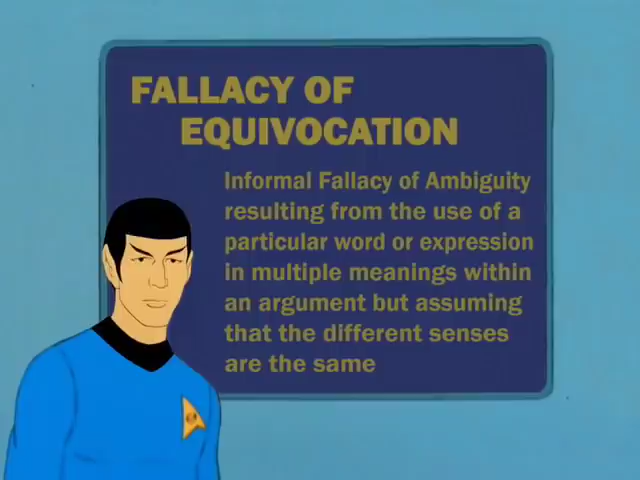 FALLACY OF
EQUIVOCATION
Informal Fallacy of Ambiguity
resulting from the use of a
particular word or expression
in multiple meanings within
an argument but assuming
that the different senses
are the same